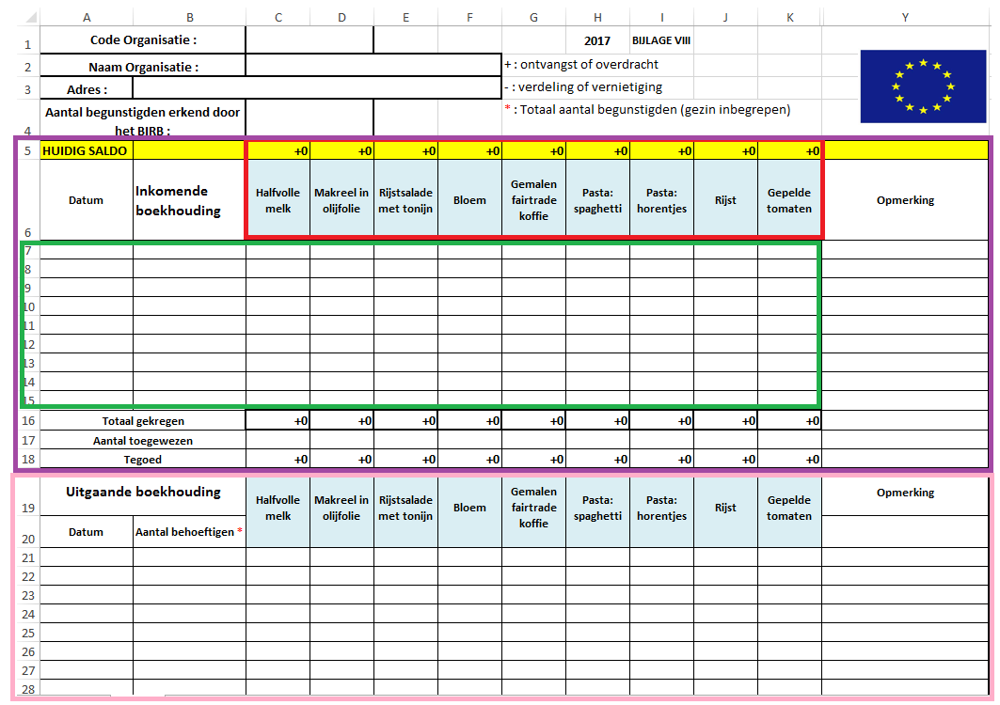 A B C D E F G H I J K Y
1 Code Organisatie : 2017 BIJLAGE VIII
2 Naam Organisatie : + : ontvangst of overdracht
3 Adres : - : verdeling of vernietiging
Aantal begunstigden erkend door * : Totaal aantal begunstigden (gezin inbegrepen)
4 het BIRB :
5 HUIDIG SALDO +0 +0 +0 +0 +0 +0 +0 +0 +0
Datum Inkomende boekhouding Halfvolle melk Makreel in olijfolie Rijstsalade met tonijn Bloem Gemalen fairtrade koffie Pasta: spaghetti Pasta: horentjes Rijst Gepelde tomaten Opmerking
6
7
8
9
10
11
12
13
14
15
16 Totaal gekregen +0 +0 +0 +0 +0 +0 +0 +0 +0
17 Aantal toegewezen
18 Tegoed +0 +0 +0 +0 +0 +0 +0 +0 +0
19 Uitgaande boekhouding Halfvolle melk Makreel in olijfolie Rijstsalade met tonijn Bloem Gemalen fairtrade koffie Pasta: spaghetti Pasta: horentjes Rijst Gepelde tomaten Opmerking
20 Datum Aantal behoeftigen *
21
22
23
24
25
26
27
28